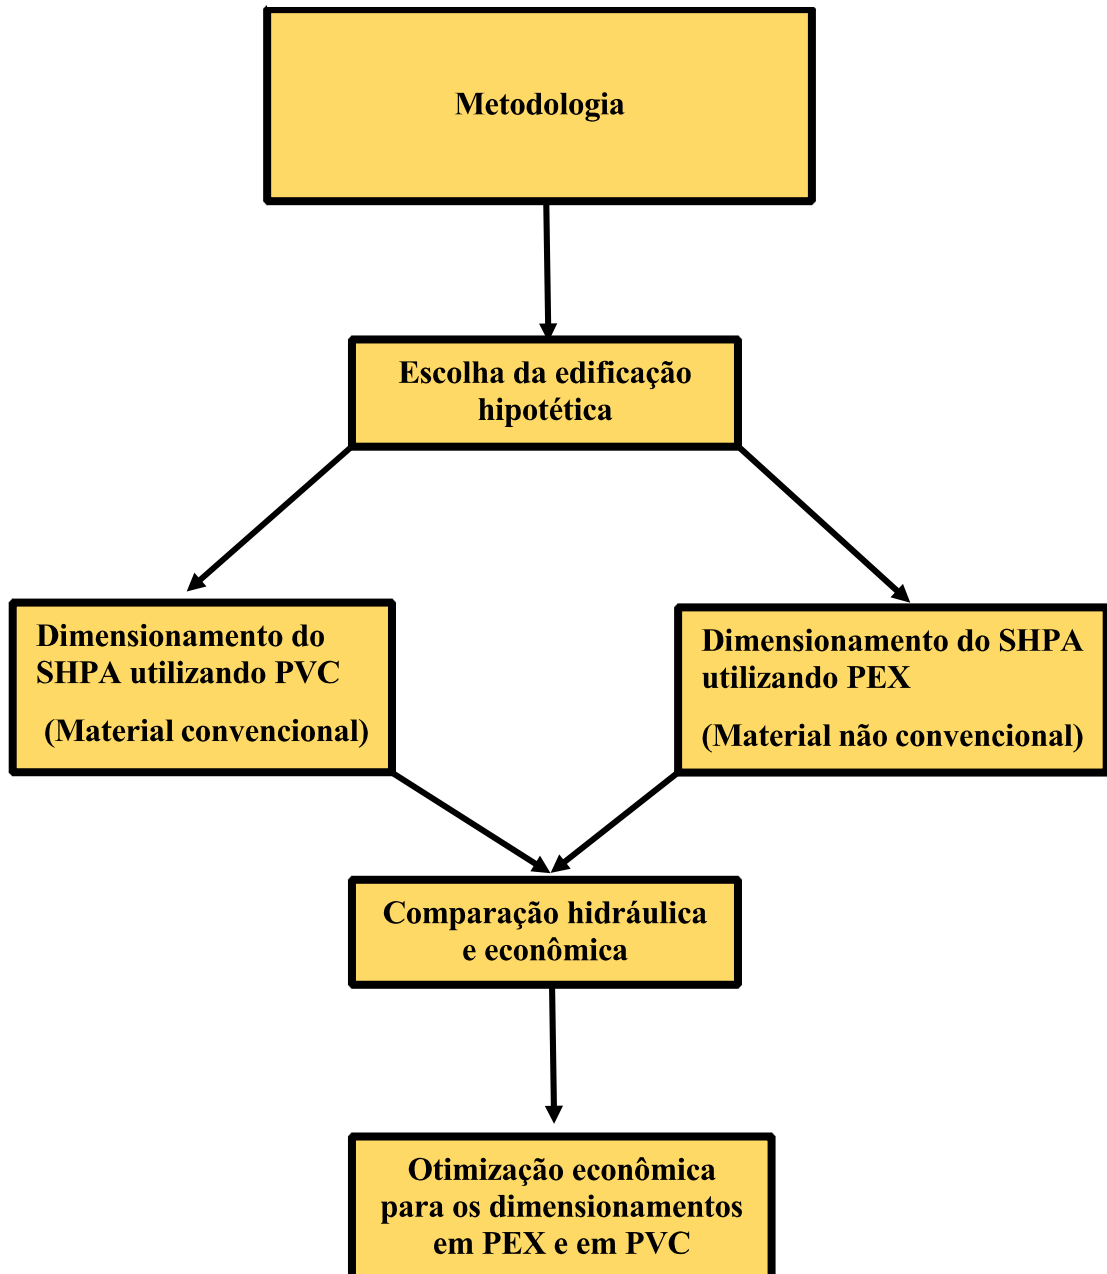 Metodologia
Escolha da edificação
hipotética
Dimensionamento do
SHPA utilizando PVC
(Material convencional)
Dimensionamento do SHPA
utilizando PEX
(Material não convencional)
Comparação hidráulica
e econômica
Otimização econômica
para os dimensionamentos
em PEX e em PVC